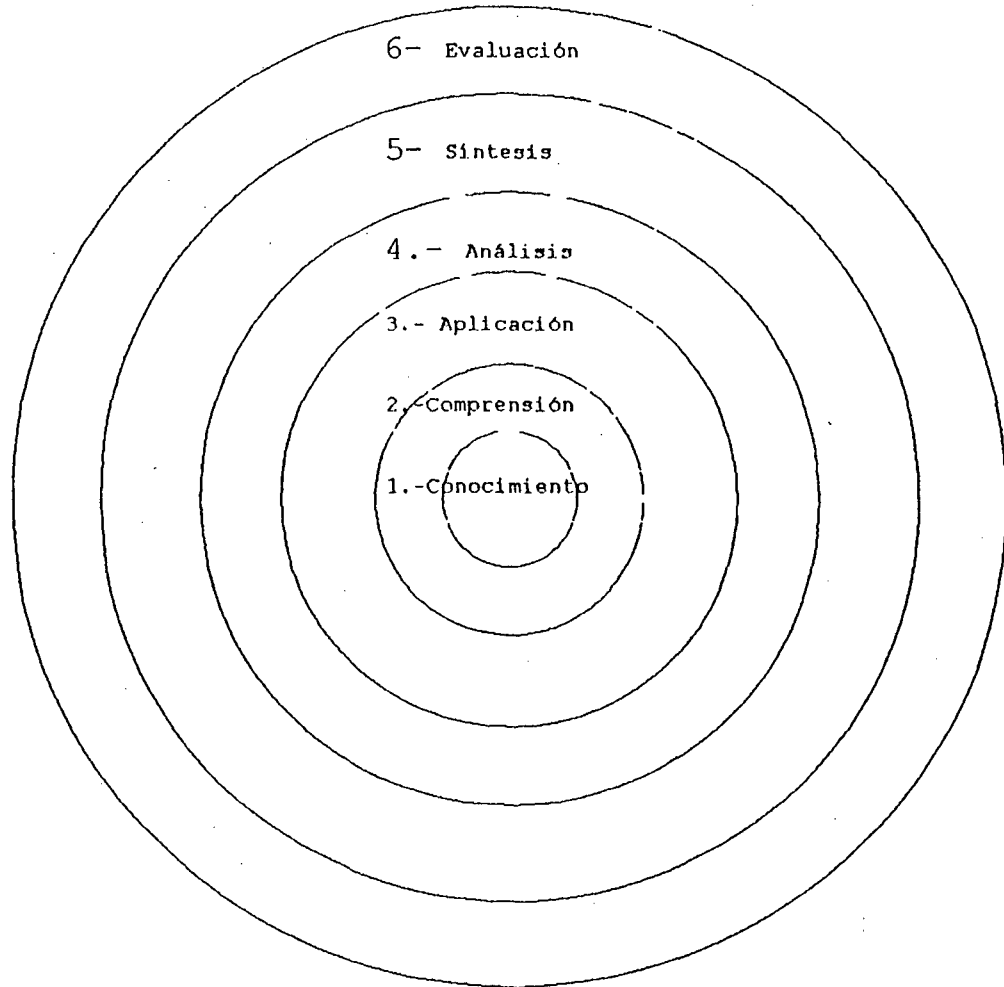 6- Evaluación
5- Síntesis
4.- Análisis
3.- Aplicación
2.-Comprensión
1.-Conocimiento